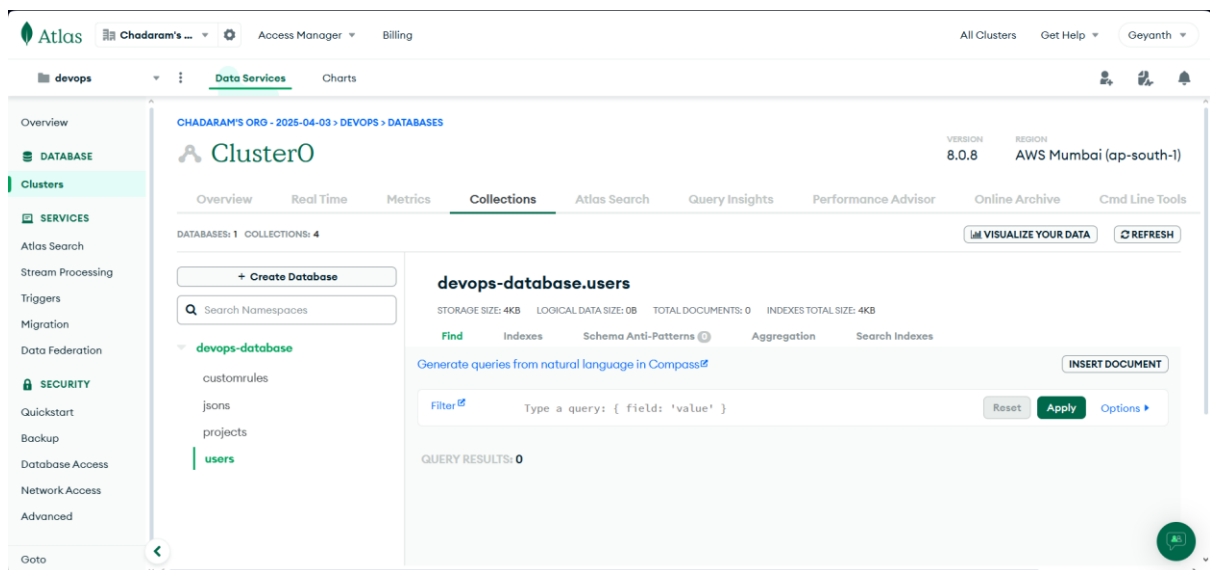 Atlas Chadaram's ... Access Manager Billing All Clusters Get Help Geyanth
devops Data Services Charts
Overview
DATABASE
Clusters
SERVICES
Atlas Search
Stream Processing
Triggers
Migration
Data Federation
SECURITY
Quickstart
Backup
Database Access
Network Access
Advanced
Goto
CHADARAM'S ORG - 2025-04-03 > DEVOPS > DATABASES
Cluster0
VERSION REGION
8.0.8 AWS Mumbai (ap-south-1)
Overview Real Time Metrics Collections Atlas Search Query Insights Performance Advisor Online Archive Cmd Line Tools
DATABASES: 1 COLLECTIONS: 4 VISUALIZE YOUR DATA REFRESH
+ Create Database
Search Namespaces
devops-database
customrules
jsons
projects
users
devops-database.users
STORAGE SIZE: 4KB LOGICAL DATA SIZE: 0B TOTAL DOCUMENTS: 0 INDEXES TOTAL SIZE: 4KB
Find Indexes Schema Anti-Patterns 0 Aggregation Search Indexes
Generate queries from natural language in Compass INSERT DOCUMENT
Filter Type a query: { field: 'value' } Reset Apply Options
QUERY RESULTS: 0